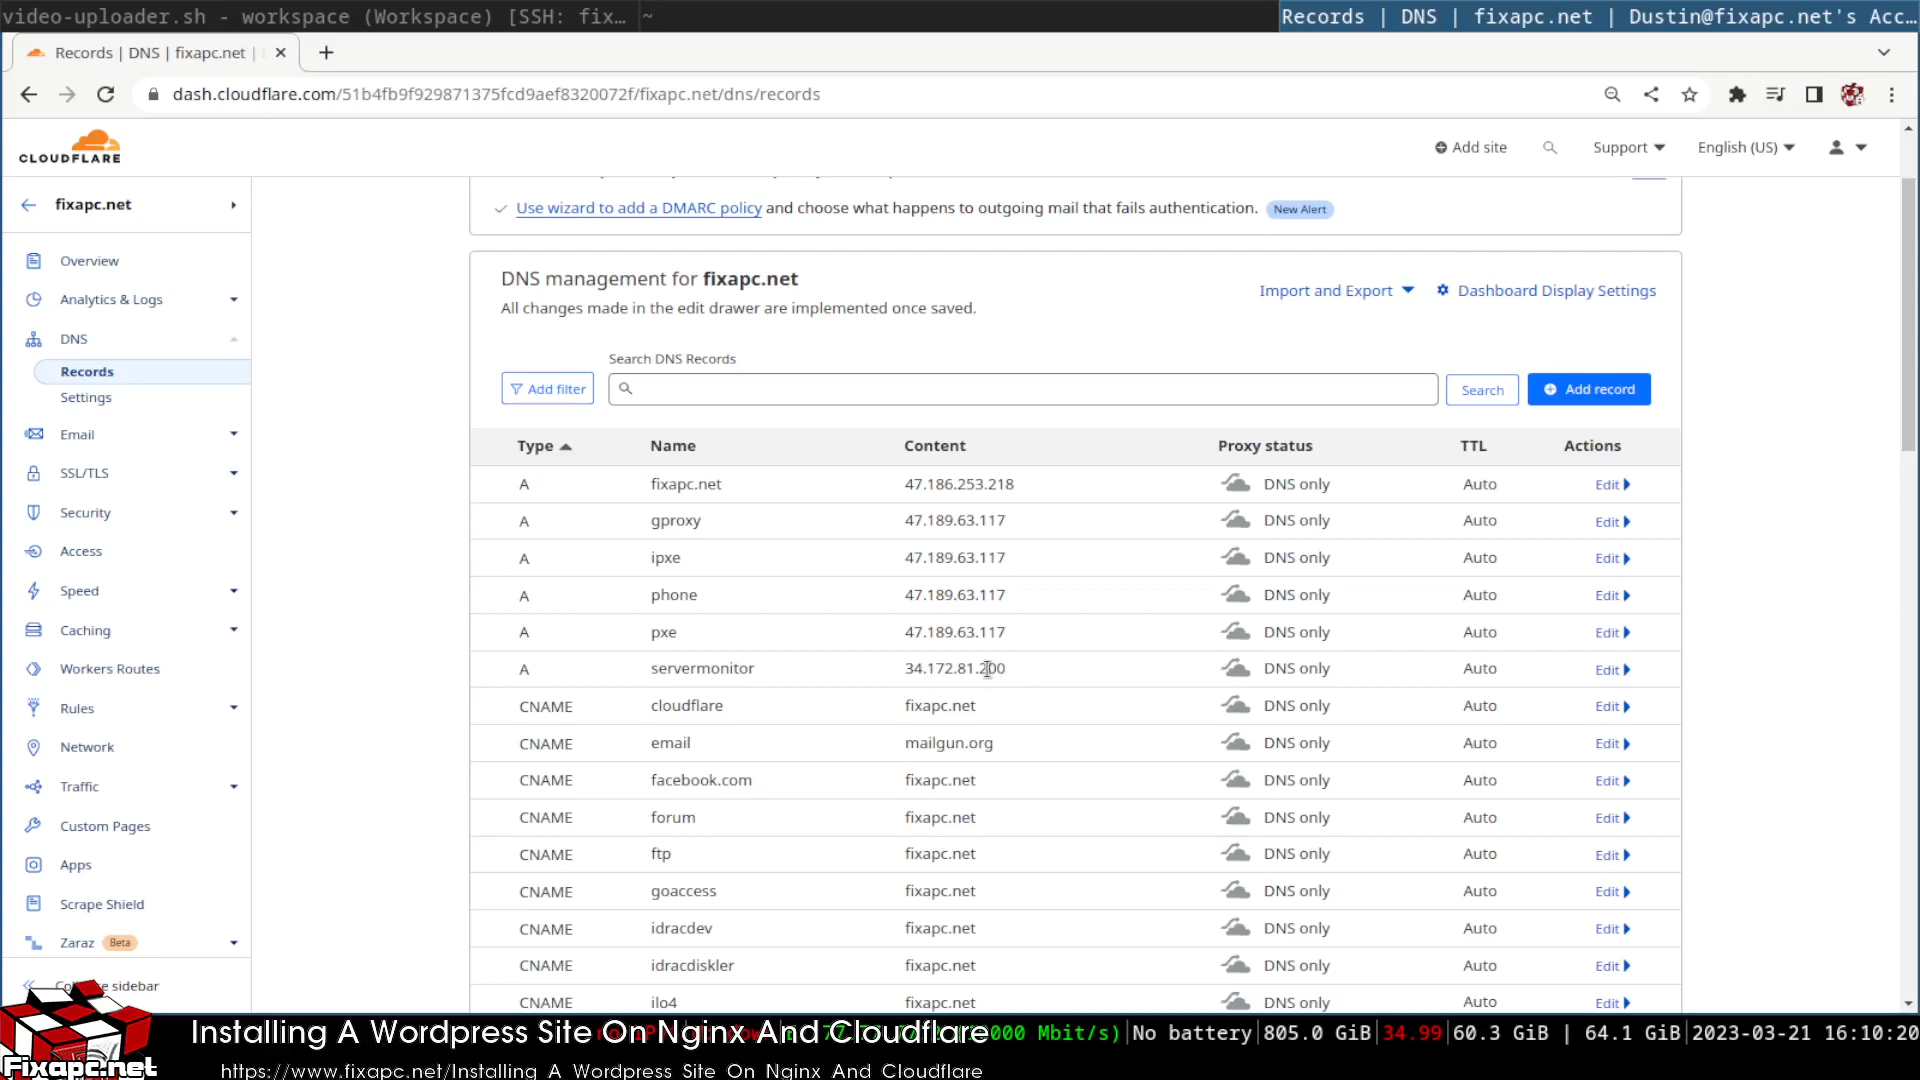 video-uploader.sh - workspace (Workspace) [SSH: fix… ~ Records | DNS | fixapc.net | Dustin@fixapc.net's Acc…
Records | DNS | fixapc.net |
dash.cloudflare.com/51b4fb9f929871375fcd9aef8320072f/fixapc.net/dns/records
CLOUDFLARE
Add site
Support
English (US)
fixapc.net
Overview
Analytics & Logs
DNS
Records
Settings
Email
SSL/TLS
Security
Access
Speed
Caching
Workers Routes
Rules
Network
Traffic
Custom Pages
Apps
Scrape Shield
Zaraz Beta
sidebar
Use wizard to add a DMARC policy and choose what happens to outgoing mail that fails authentication. New Alert
DNS management for fixapc.net
All changes made in the edit drawer are implemented once saved.
Import and Export
Dashboard Display Settings
Search DNS Records
Add filter
Search
Add record
Type Name Content Proxy status TTL Actions
A fixapc.net 47.186.253.218 DNS only Auto Edit
A gproxy 47.189.63.117 DNS only Auto Edit
A ipxe 47.189.63.117 DNS only Auto Edit
A phone 47.189.63.117 DNS only Auto Edit
A pxe 47.189.63.117 DNS only Auto Edit
A servermonitor 34.172.81.200 DNS only Auto Edit
CNAME cloudflare fixapc.net DNS only Auto Edit
CNAME email mailgun.org DNS only Auto Edit
CNAME facebook.com fixapc.net DNS only Auto Edit
CNAME forum fixapc.net DNS only Auto Edit
CNAME ftp fixapc.net DNS only Auto Edit
CNAME goaccess fixapc.net DNS only Auto Edit
CNAME idracdev fixapc.net DNS only Auto Edit
CNAME idracdiskler fixapc.net DNS only Auto Edit
CNAME ilo4 fixapc.net DNS only Auto Edit
Fixapc.net
Installing A Wordpress Site On Nginx And Cloudflare
000 Mbit/s)|No battery|805.0 GiB|34.99|60.3 GiB | 64.1 GiB|2023-03-21 16:10:20
https://www.fixapc.net/Installing A Wordpress Site On Nginx And Cloudflare